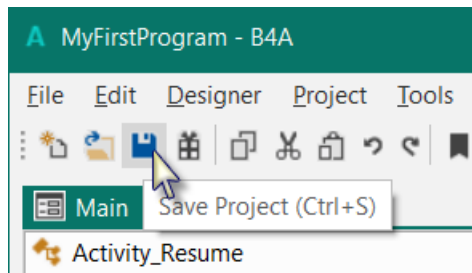 A MyFirstProgram - B4A
File Edit Designer Project Tools
Main
Save Project (Ctrl+S)
Activity_Resume